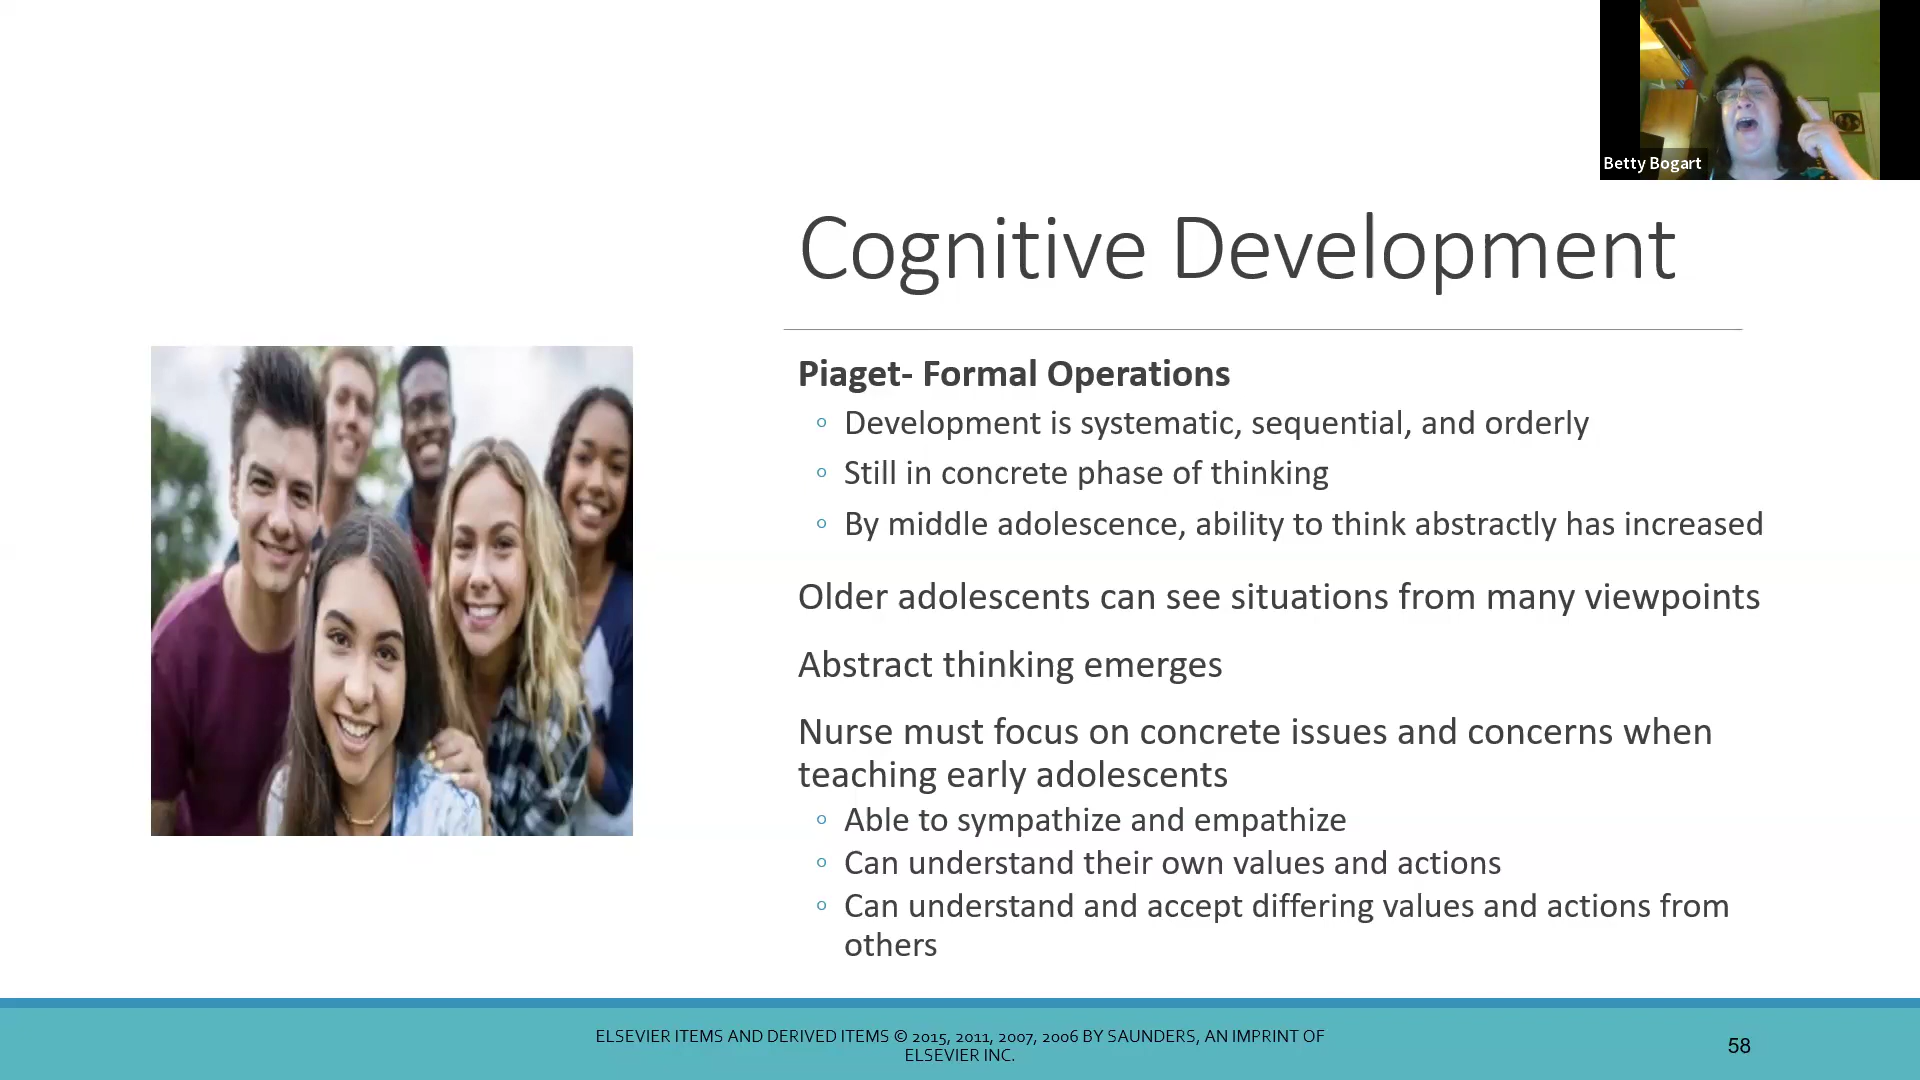 Betty Bogart
Cognitive Development
Piaget- Formal Operations
◦ Development is systematic, sequential, and orderly
◦ Still in concrete phase of thinking
◦ By middle adolescence, ability to think abstractly has increased
Older adolescents can see situations from many viewpoints
Abstract thinking emerges
Nurse must focus on concrete issues and concerns when
teaching early adolescents
◦ Able to sympathize and empathize
◦ Can understand their own values and actions
◦ Can understand and accept differing values and actions from
others
ELSEVIER ITEMS AND DERIVED ITEMS © 2015, 2011, 2007, 2006 BY SAUNDERS, AN IMPRINT OF
ELSEVIER INC.
58